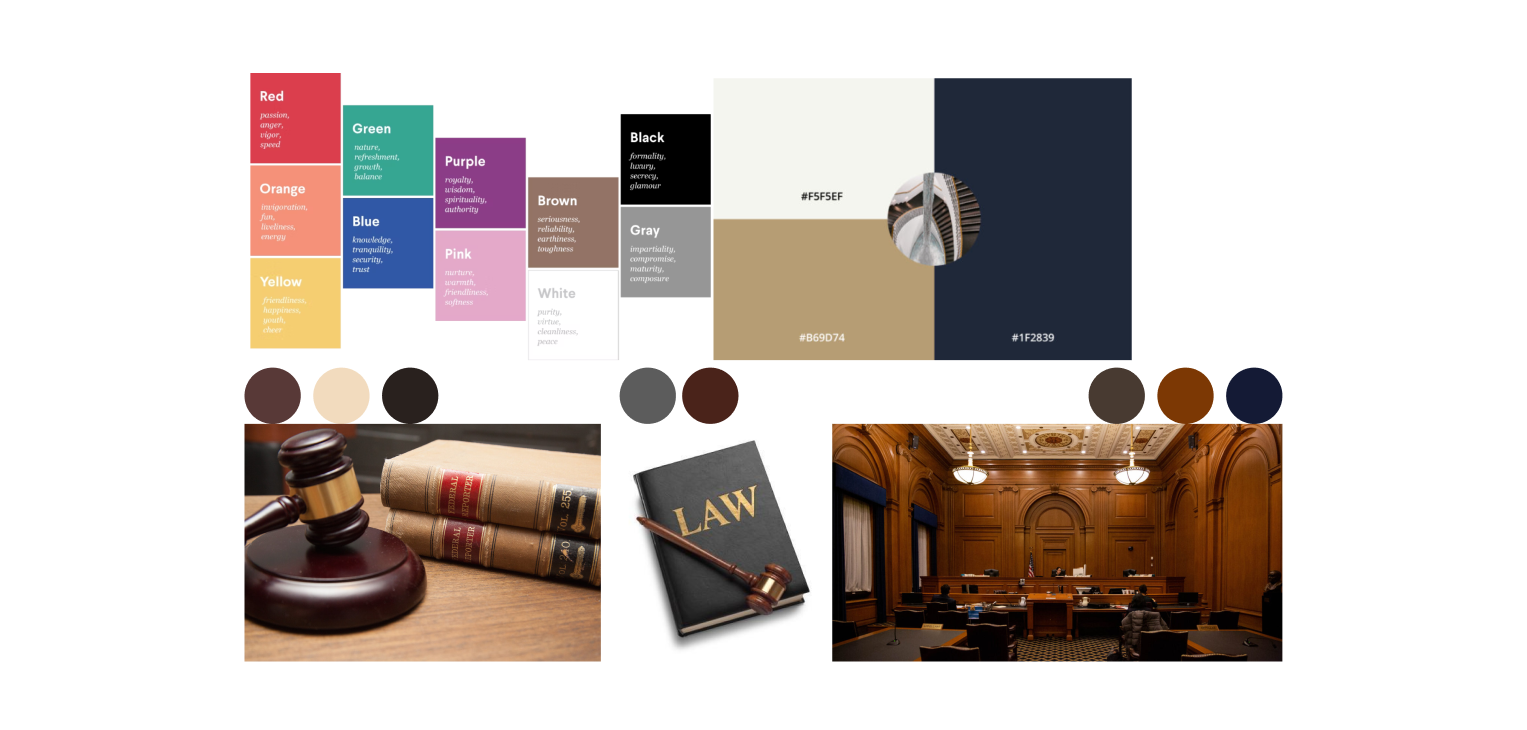 Red
passion,
anger,
vigor,
speed
Orange
invigoration,
fun,
liveliness,
energy
Yellow
friendliness,
happiness,
youth,
cheer
Green
nature,
refreshment,
growth,
balance
Blue
knowledge,
tranquility,
security,
trust
Purple
royalty,
wisdom,
spirituality,
authority
Pink
nurture,
warmth,
friendliness,
softness
Brown
seriousness,
reliability,
earthiness,
toughness
White
purity,
virtue,
cleanliness,
peace
Black
formality,
luxury,
secrecy,
glamour
Gray
impartiality,
compromise,
maturity,
composure
#F5F5EF
#B69D74
#1F2839
FEDERAL
REPORTER
VOL. 255
FEDERAL
REPORTER
LAW